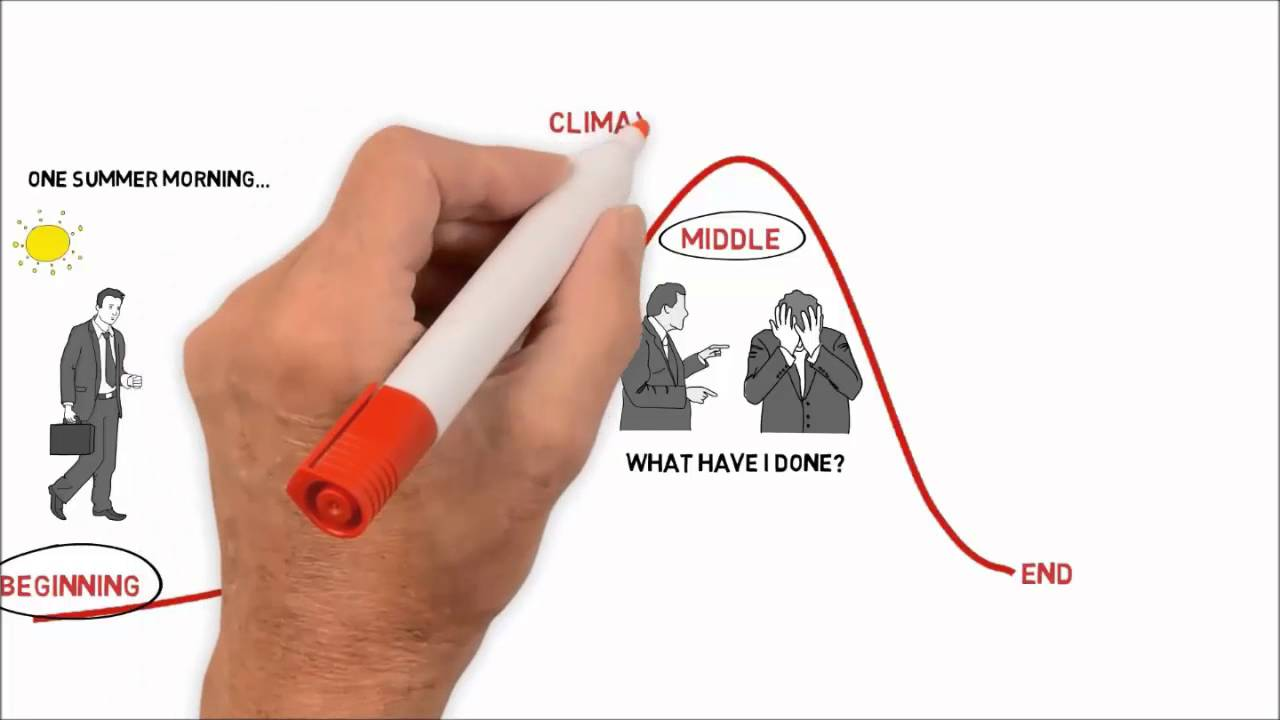 CLIMA
ONE SUMMER MORNING...
MIDDLE
WHAT HAVE I DONE?
BEGINNING
END